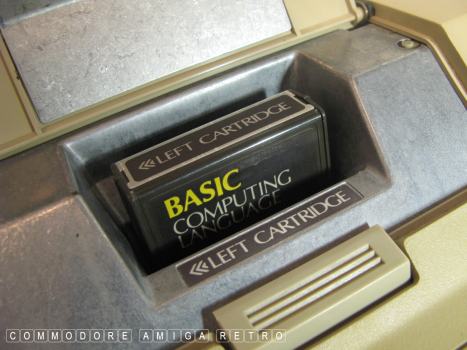 LEFT CARTRIDGE
BASIC
COMPUTING
LANGUAGE
LEFT CARTRIDGE
COMMODORE AMIGA RETRO